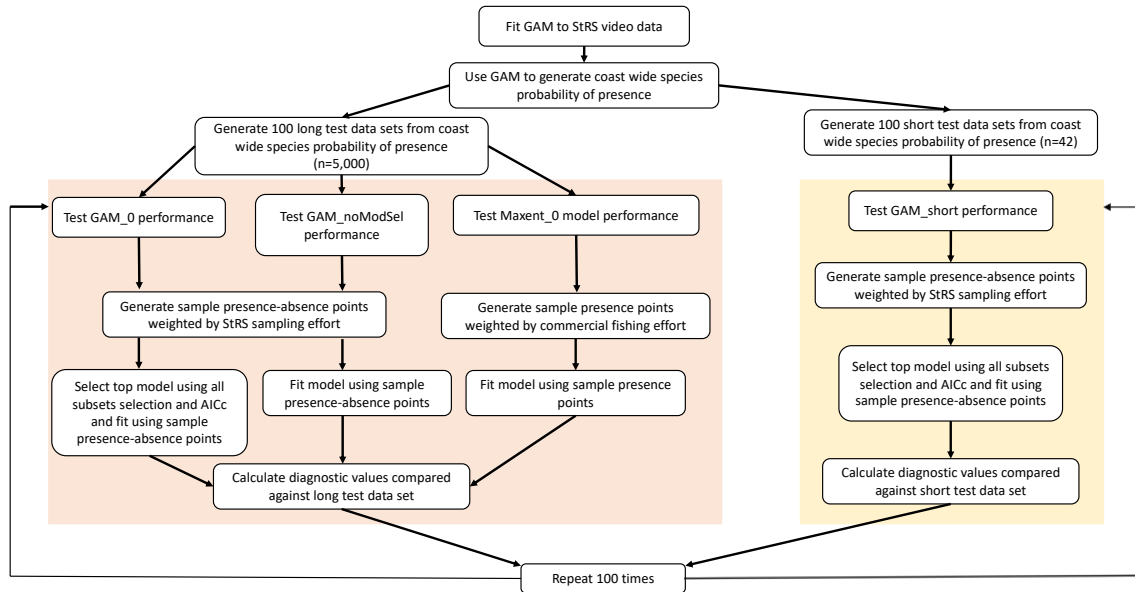 Fit GAM to StRS video data
Use GAM to generate coast wide species
probability of presence
Generate 100 long test data sets from coast
wide species probability of presence
(n=5,000)
Generate 100 short test data sets from coast
wide species probability of presence (n=42)
Test GAM_0 performance
Test GAM_noModSel
performance
Test Maxent_0 model performance
Test GAM_short performance
Generate sample presence-absence points
weighted by StRS sampling effort
Generate sample presence points
weighted by commercial fishing effort
Generate sample presence-absence points
weighted by StRS sampling effort
Select top model using all
subsets selection and AICc
and fit using sample
presence-absence points
Fit model using sample
presence-absence points
Fit model using sample presence
points
Select top model using all
subsets selection and AICc
and fit using
sample presence-absence
points
Calculate diagnostic values compared
against long test data set
Calculate diagnostic values compared
against short test data set
Repeat 100 times